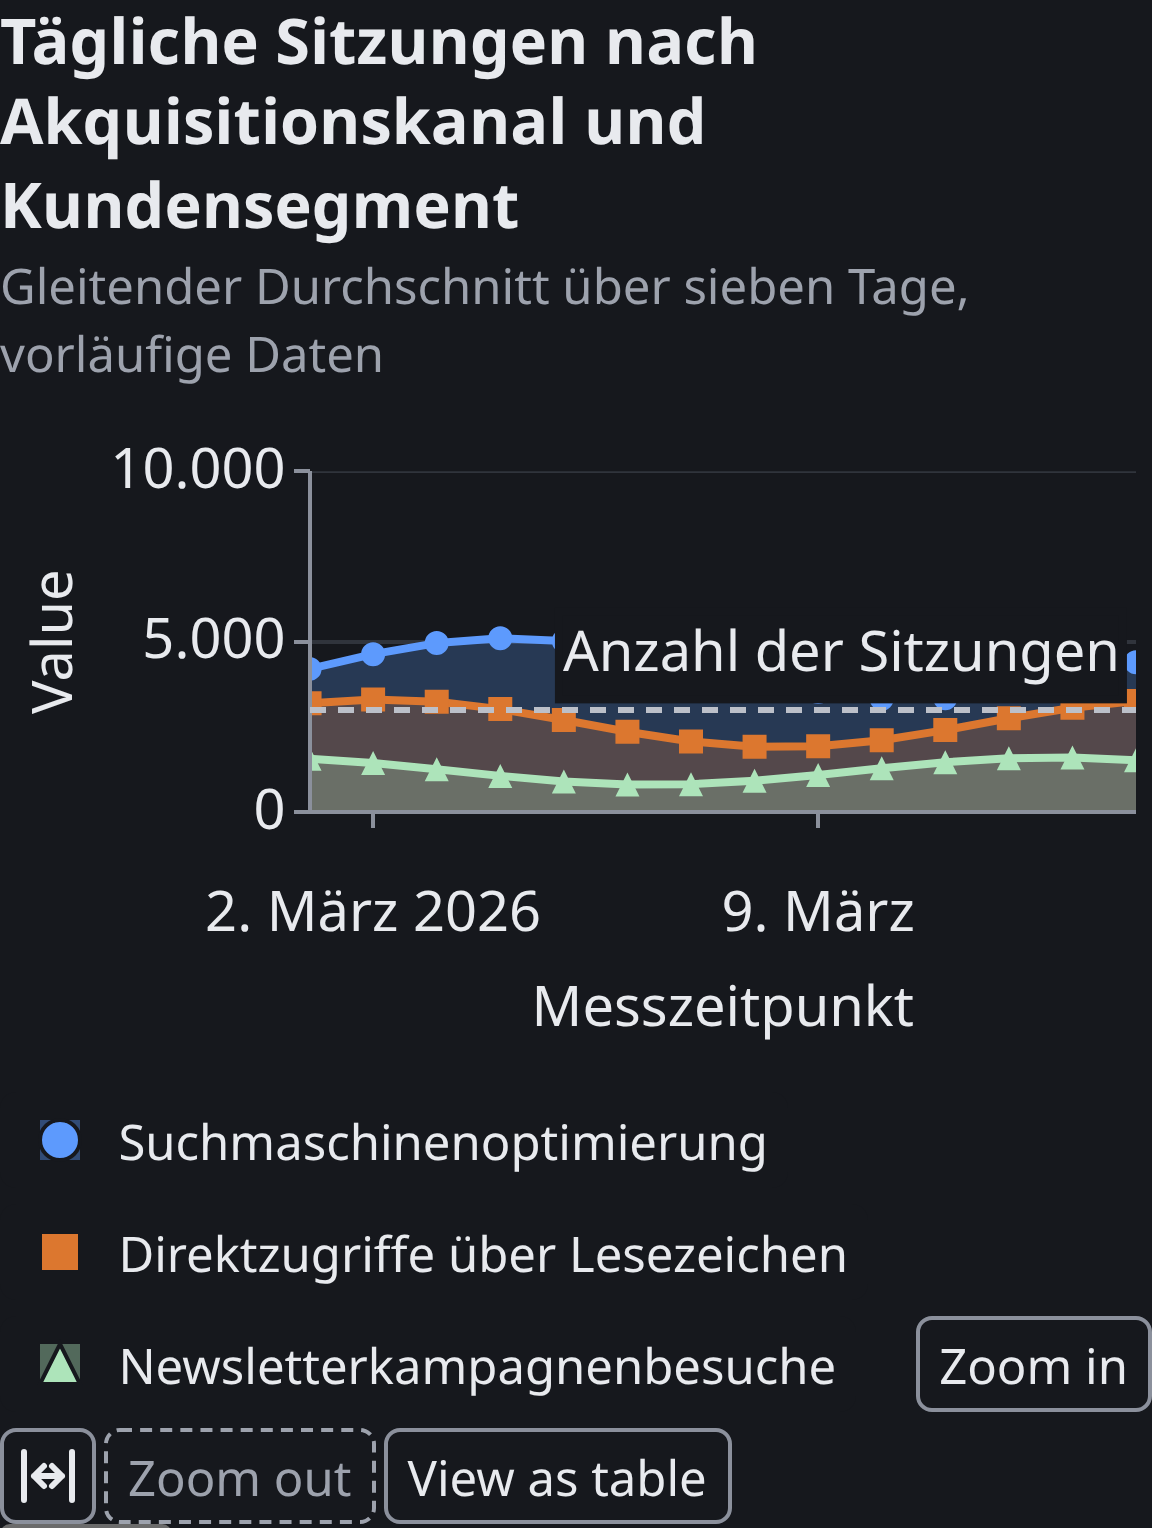 Tägliche Sitzungen nach
Akquisitionskanal und
Kundensegment
Gleitender Durchschnitt über sieben Tage,
vorläufige Daten
10.000
5.000
0
Value
Anzahl der Sitzungen
2. März 2026
9. März
Messzeitpunkt
Suchmaschinenoptimierung
Direktzugriffe über Lesezeichen
Newsletterkampagnenbesuche
Zoom in
Zoom out
View as table